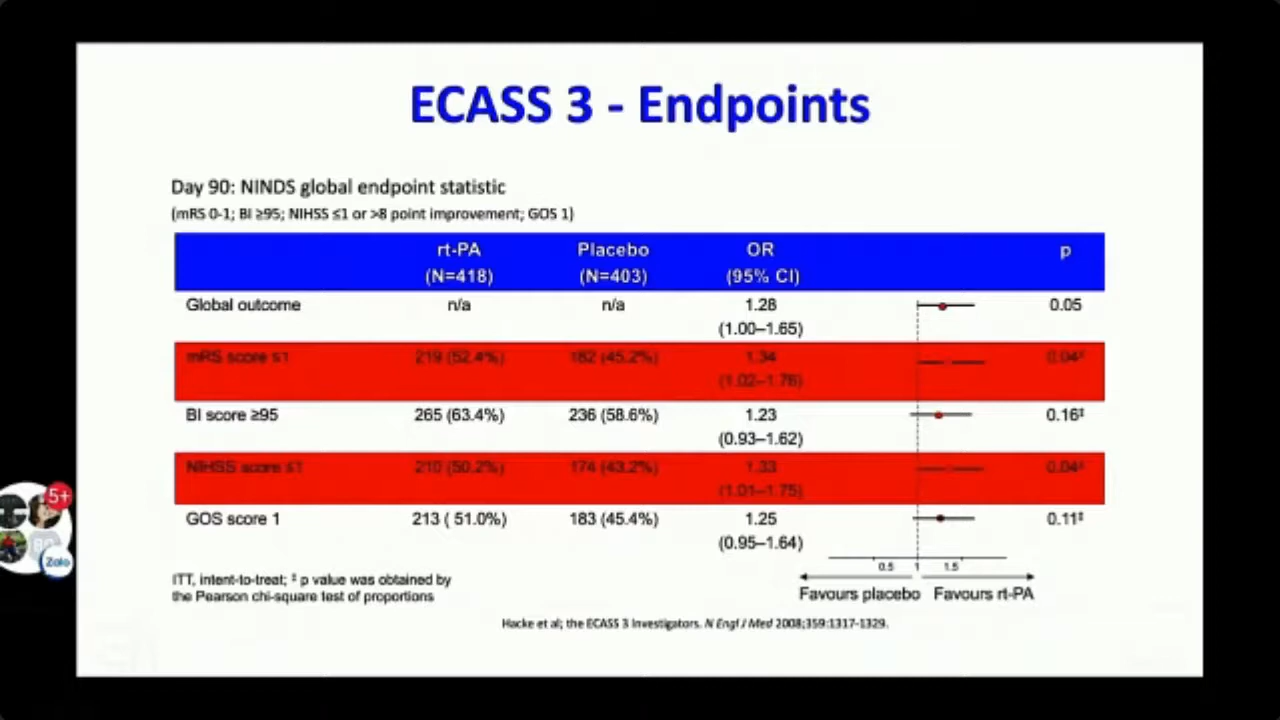 ECASS 3 - Endpoints
Day 90: NINDS global endpoint statistic
(mRS 0-1; BI ≥95; NIHSS ≤1 or >8 point improvement; GOS 1)
rt-PA Placebo OR p
(N=418) (N=403) (95% CI)
Global outcome n/a n/a 1.28 0.05
(1.00–1.65)
mRS score ≤1 219 (52.4%) 182 (45.2%) 1.34 0.04‡
(1.02–1.76)
BI score ≥95 265 (63.4%) 236 (58.6%) 1.23 0.16‡
(0.93–1.62)
NIHSS score ≤1 210 (50.2%) 174 (43.2%) 1.33 0.04‡
(1.01–1.75)
GOS score 1 213 ( 51.0%) 183 (45.4%) 1.25 0.11‡
(0.95–1.64)
0.5 1 1.5
Favours placebo Favours rt-PA
ITT, intent-to-treat; ‡ p value was obtained by
the Pearson chi-square test of proportions
Hacke et al; the ECASS 3 Investigators. N Engl J Med 2008;359:1317-1329.
5+
Zalo